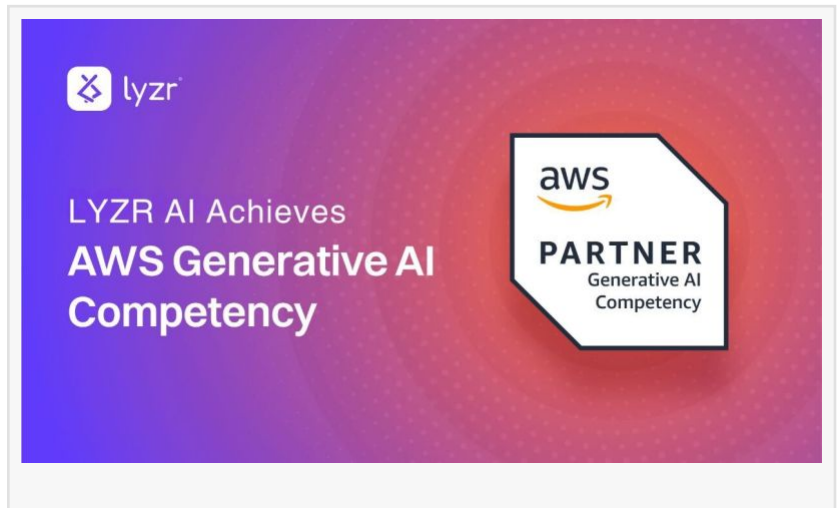 lyzr
LYZR AI Achieves
AWS Generative AI
Competency
aws
PARTNER
Generative AI
Competency